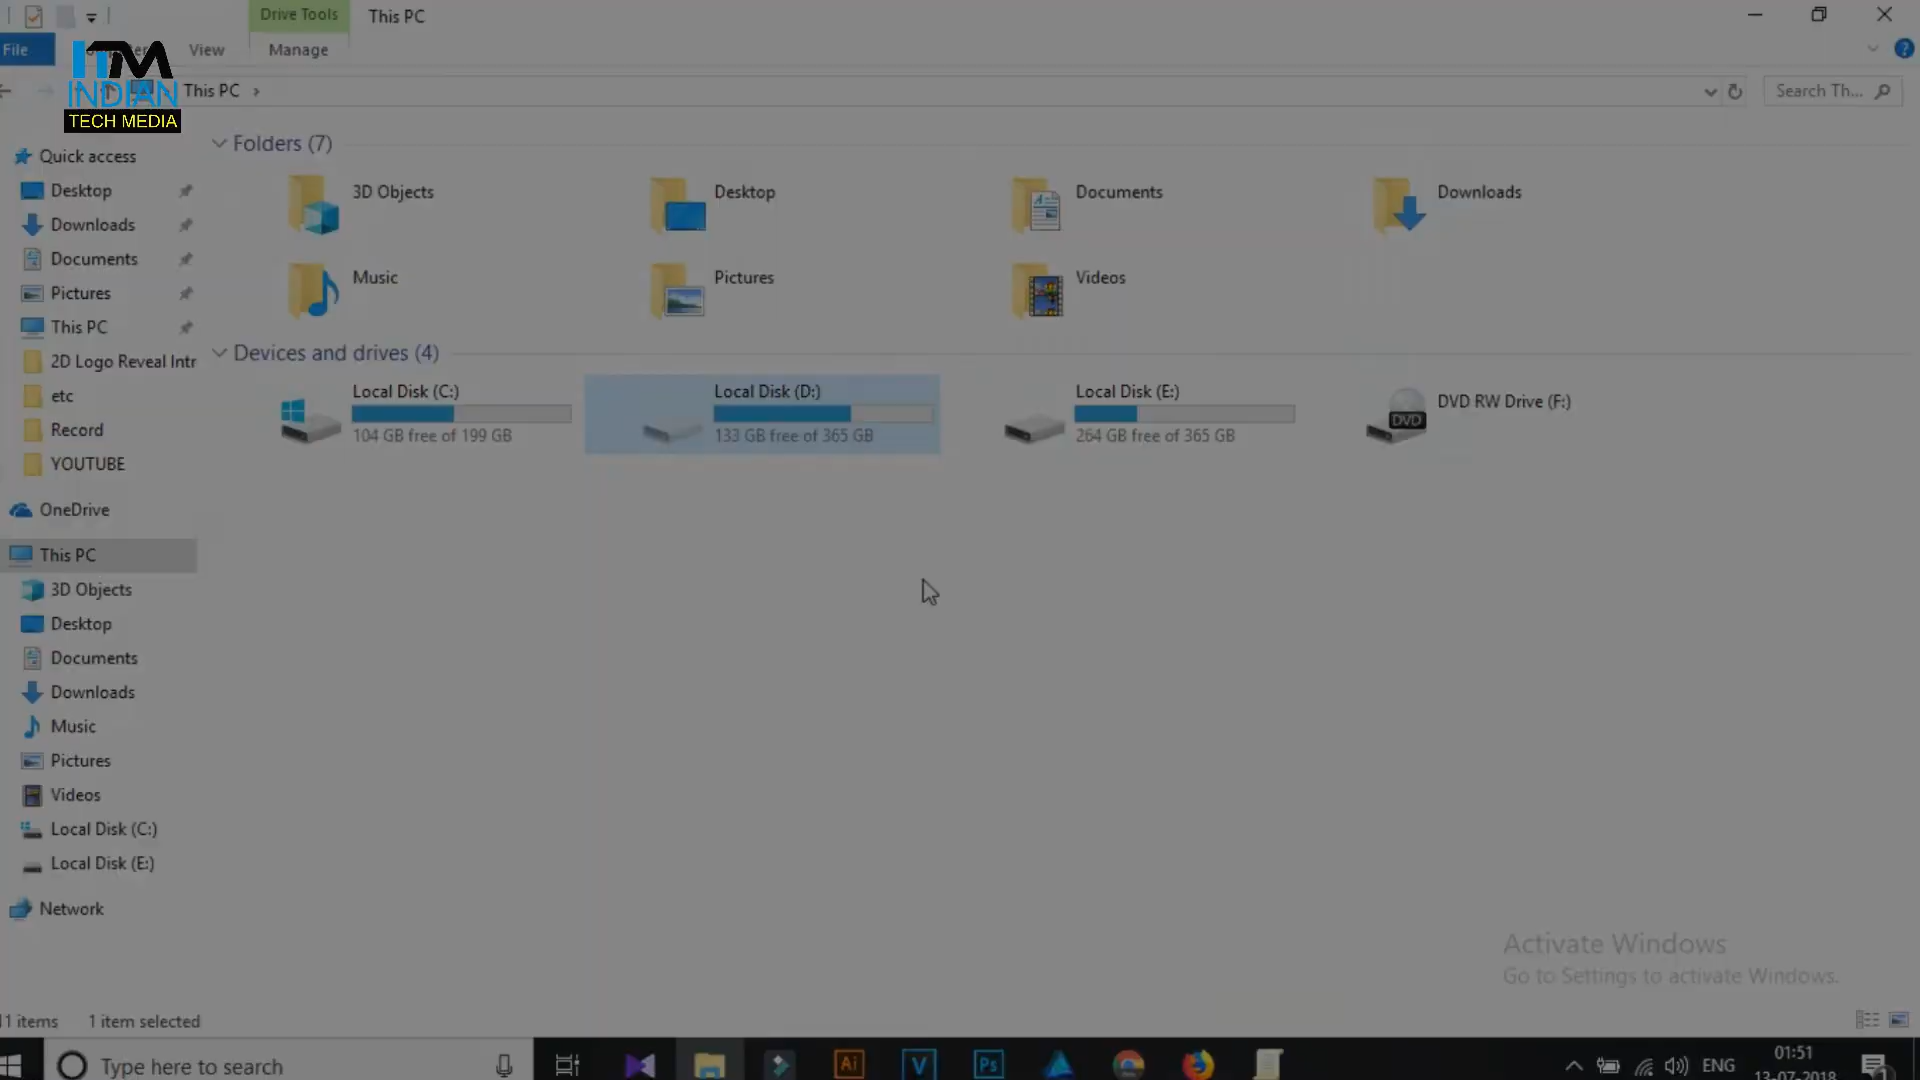 Drive Tools
This PC
File
View
Manage
ITM
INDIAN
TECH MEDIA
This PC
Search Th...
Quick access
Desktop
Downloads
Documents
Pictures
This PC
2D Logo Reveal Intr
etc
Record
YOUTUBE
OneDrive
This PC
3D Objects
Desktop
Documents
Downloads
Music
Pictures
Videos
Local Disk (C:)
Local Disk (E:)
Network
Folders (7)
3D Objects
Desktop
Documents
Downloads
Music
Pictures
Videos
Devices and drives (4)
Local Disk (C:)
104 GB free of 199 GB
Local Disk (D:)
133 GB free of 365 GB
Local Disk (E:)
264 GB free of 365 GB
DVD
DVD RW Drive (F:)
Activate Windows
Go to Settings to activate Windows.
11 items
1 item selected
Type here to search
Ai
V
Ps
ENG
01:51
13-07-2018
1